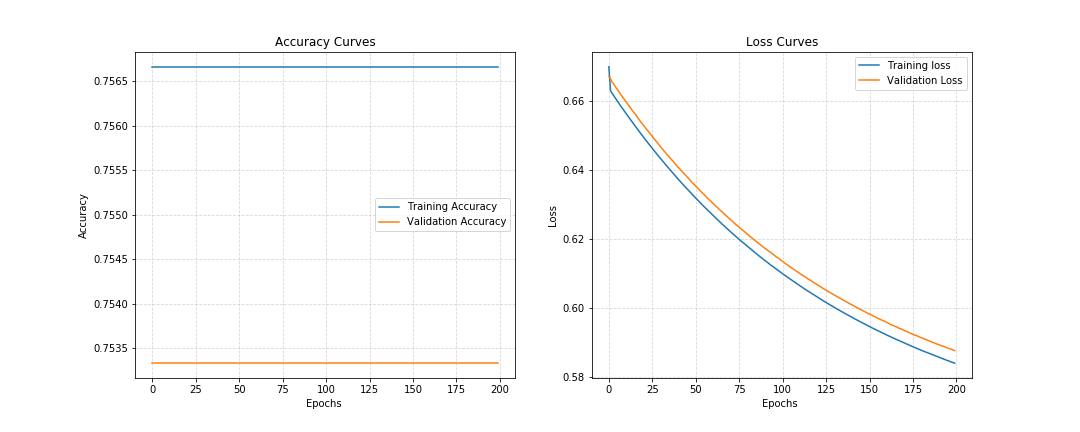 Accuracy Curves
0.7565
0.7560
0.7555
0.7550
0.7545
0.7540
0.7535
Accuracy
Training Accuracy
Validation Accuracy
0 25 50 75 100 125 150 175 200
Epochs
Loss Curves
0.66
0.64
0.62
0.60
0.58
Loss
Training loss
Validation Loss
0 25 50 75 100 125 150 175 200
Epochs